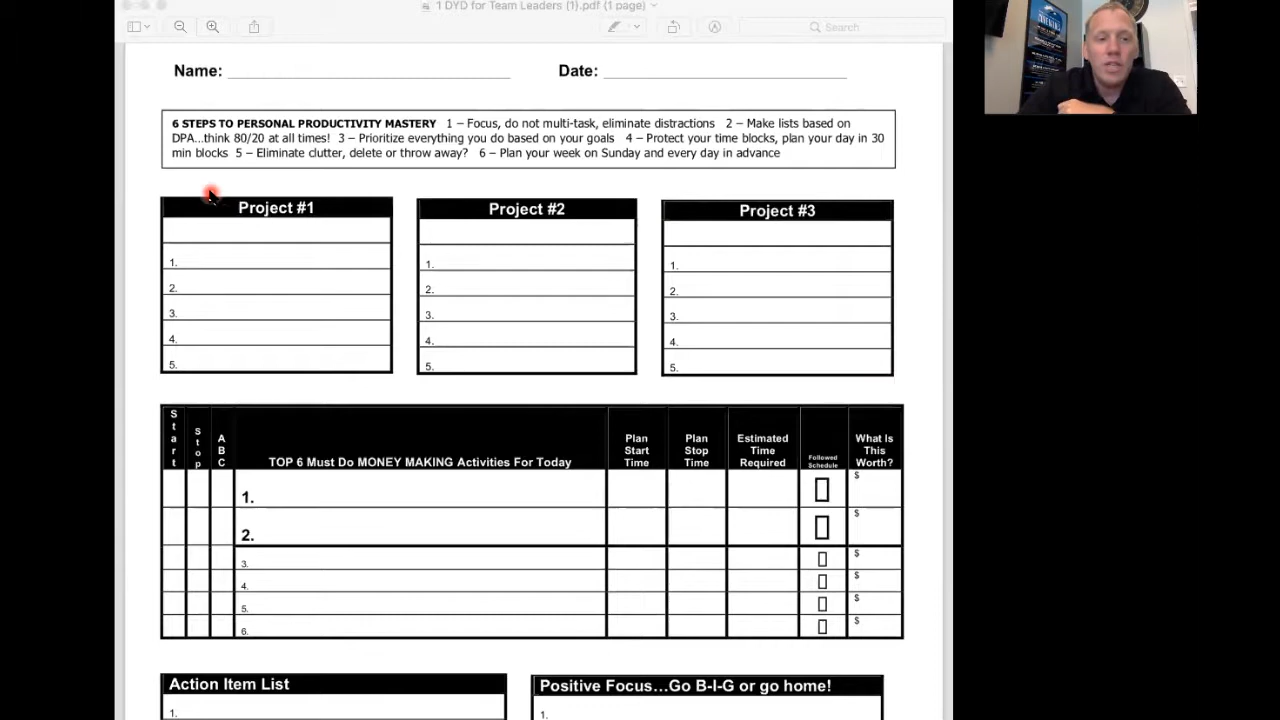 1 DYD for Team Leaders (1).pdf (1 page)
Search
Name:
Date:
6 STEPS TO PERSONAL PRODUCTIVITY MASTERY 1 – Focus, do not multi-task, eliminate distractions 2 – Make lists based on
DPA...think 80/20 at all times! 3 – Prioritize everything you do based on your goals 4 – Protect your time blocks, plan your day in 30
min blocks 5 – Eliminate clutter, delete or throw away? 6 – Plan your week on Sunday and every day in advance
Project #1
1.
2.
3.
4.
5.
Project #2
1.
2.
3.
4.
5.
Project #3
1.
2.
3.
4.
5.
Start
Stop
ABC
TOP 6 Must Do MONEY MAKING Activities For Today
Plan
Start
Time
Plan
Stop
Time
Estimated
Time
Required
Followed
Schedule
What Is
This
Worth?
1. $
2. $
3. $
4. $
5. $
6. $
Action Item List
1.
Positive Focus...Go B-I-G or go home!
1.